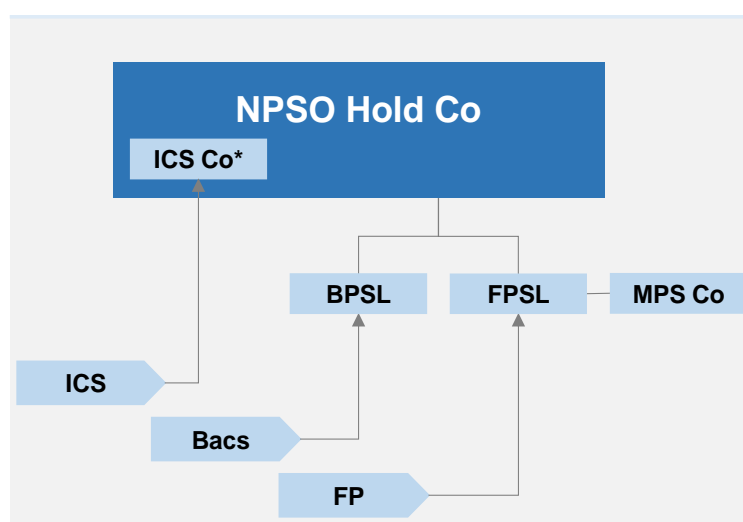 NPSO Hold Co
ICS Co*
BPSL
FPSL
MPS Co
ICS
Bacs
FP